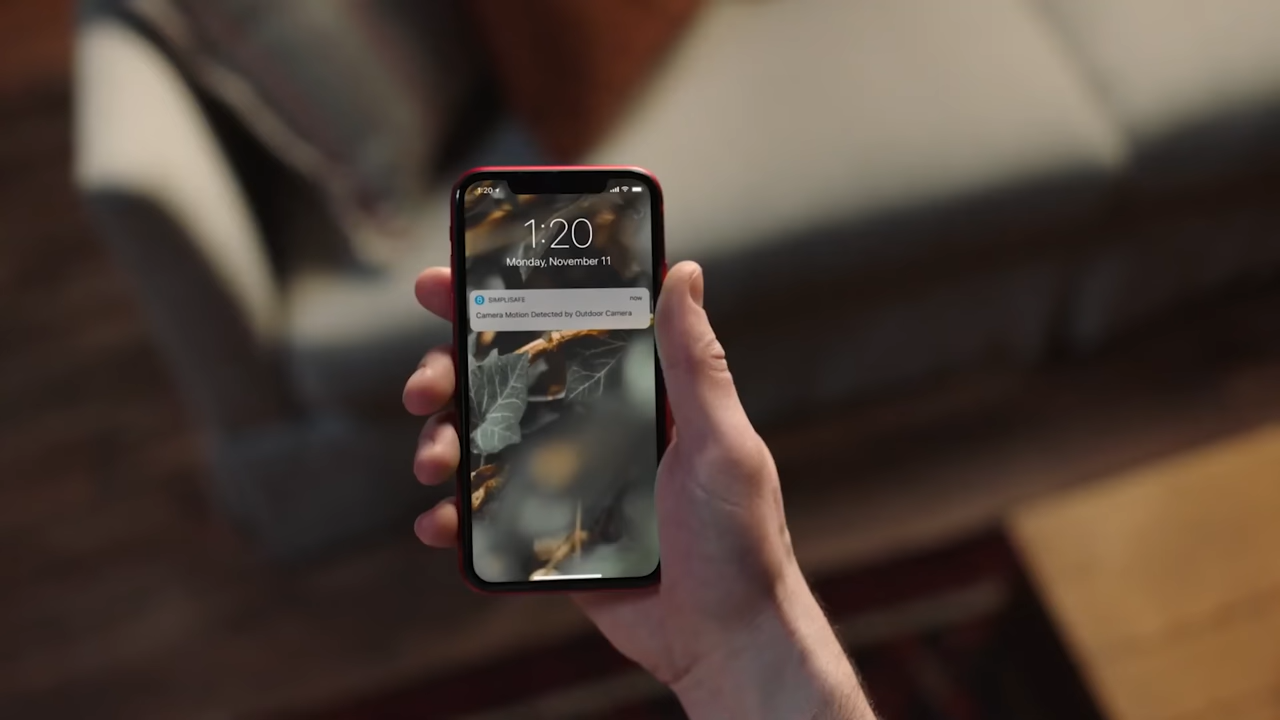 1:20
1:20
Monday, November 11
SIMPLISAFE now
Camera Motion Detected by Outdoor Camera